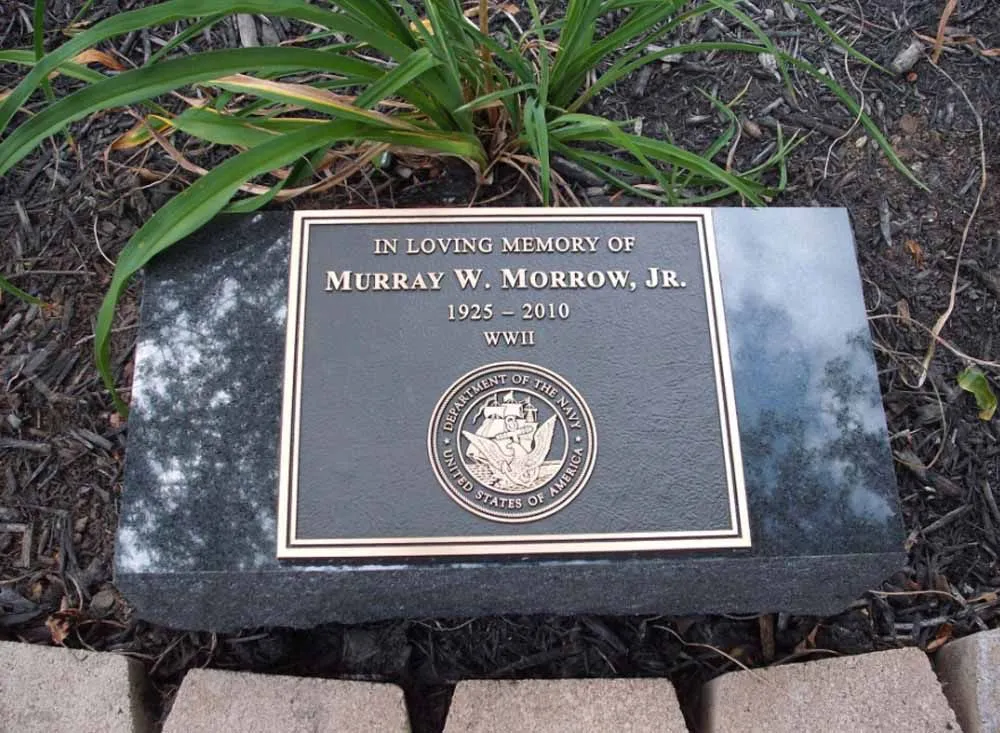 IN LOVING MEMORY OF
MURRAY W. MORROW, JR.
1925 – 2010
WWII
DEPARTMENT OF THE NAVY
UNITED STATES OF AMERICA